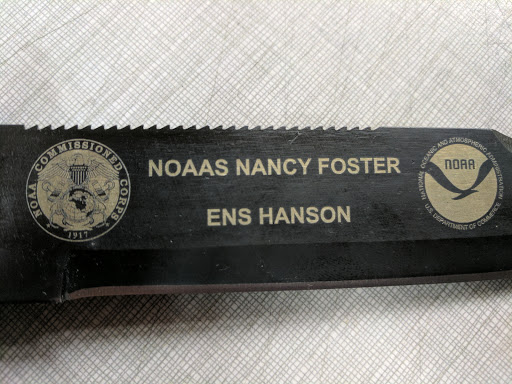 NOAA COMMISSIONED CORPS
1917
NOAAS NANCY FOSTER
ENS HANSON
NATIONAL OCEANIC AND ATMOSPHERIC ADMINISTRATION
NOAA
U.S. DEPARTMENT OF COMMERCE